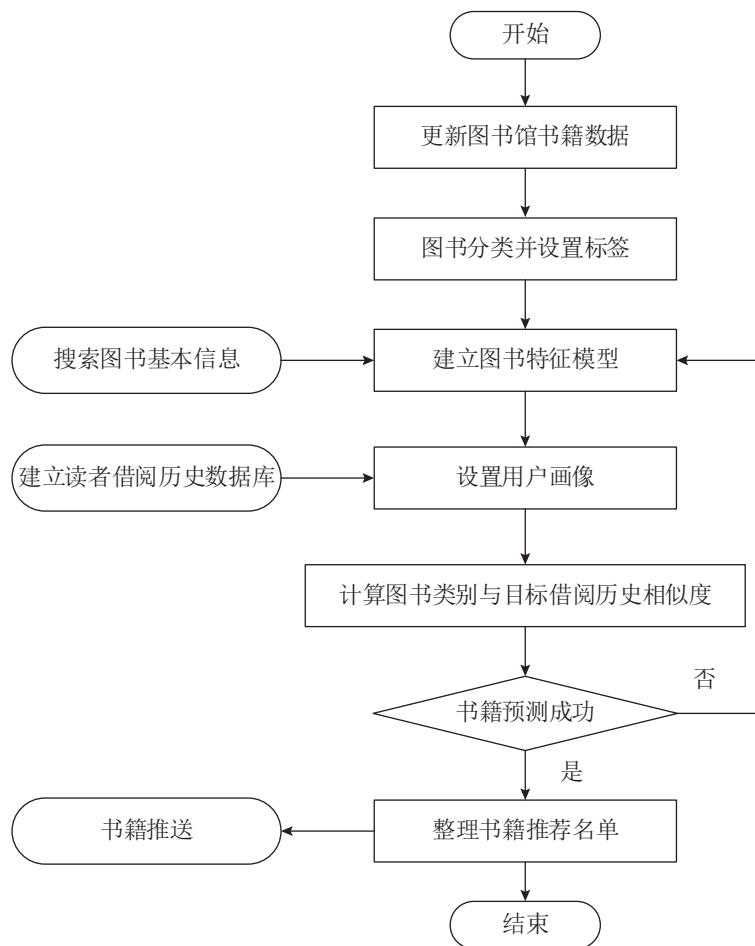 开始
更新图书馆书籍数据
图书分类并设置标签
搜索图书基本信息
建立图书特征模型
建立读者借阅历史数据库
设置用户画像
计算图书类别与目标借阅历史相似度
否
书籍预测成功
是
书籍推送
整理书籍推荐名单
结束